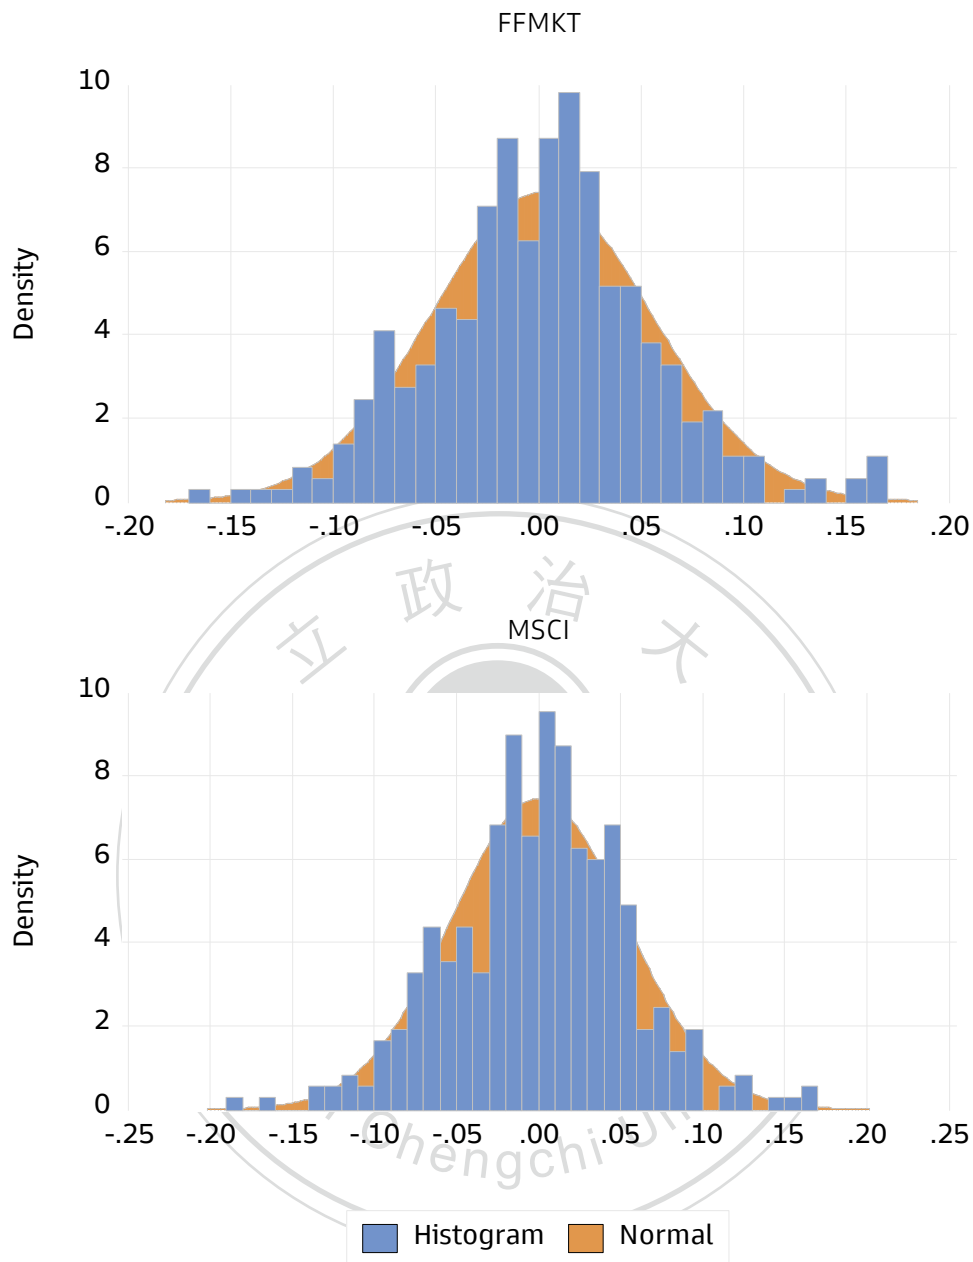 FFMKT
10
8
6
4
2
0
Density
-.20 -.15 -.10 -.05 .00 .05 .10 .15 .20
立 政 治 大
MSCI
10
8
6
4
2
0
Density
-.25 -.20 -.15 -.10 -.05 .00 .05 .10 .15 .20 .25
Chengchi Uni
Histogram Normal